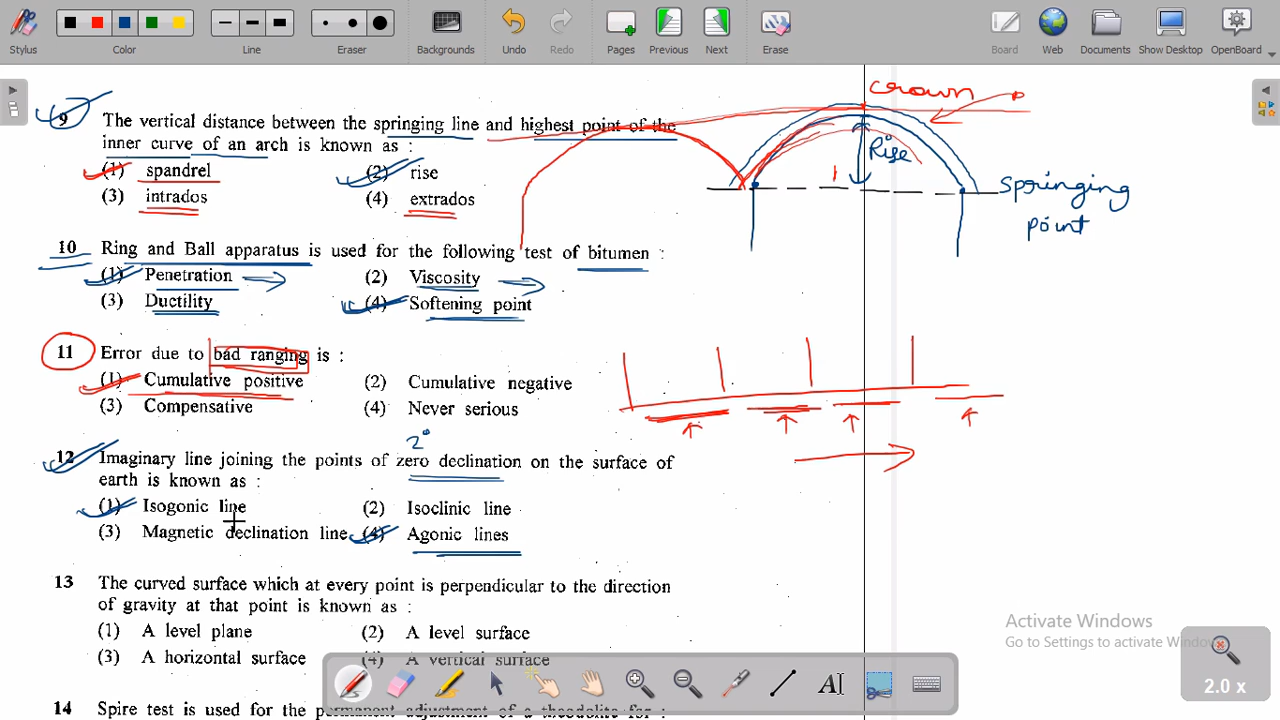 Stylus
Color
Line
Eraser
Backgrounds
Undo
Redo
Pages
Previous
Next
Erase
Board
Web
Documents
Show Desktop
OpenBoard
crown
9 The vertical distance between the springing line and highest point of the
inner curve of an arch is known as :
(1) spandrel (2) rise
(3) intrados (4) extrados
Rise
springing
point
10 Ring and Ball apparatus is used for the following test of bitumen :
(1) Penetration (2) Viscosity
(3) Ductility (4) Softening point
11 Error due to bad ranging is :
(1) Cumulative positive (2) Cumulative negative
(3) Compensative (4) Never serious
2°
12 Imaginary line joining the points of zero declination on the surface of
earth is known as :
(1) Isogonic line (2) Isoclinic line
(3) Magnetic declination line (4) Agonic lines
13 The curved surface which at every point is perpendicular to the direction
of gravity at that point is known as :
(1) A level plane (2) A level surface
(3) A horizontal surface (4) A vertical surface
14 Spire test is used for the permanent adjustment of a theodolite for :
Activate Windows
Go to Settings to activate Windows
2.0 x